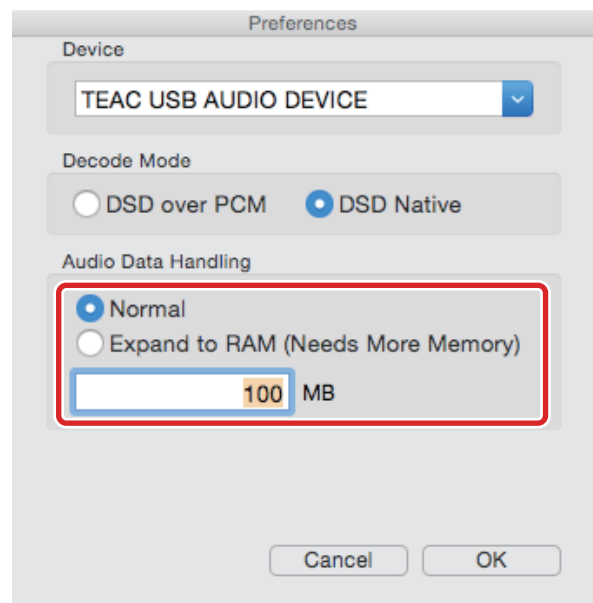 Preferences
Device
TEAC USB AUDIO DEVICE
Decode Mode
DSD over PCM DSD Native
Audio Data Handling
Normal
Expand to RAM (Needs More Memory)
100 MB
Cancel OK